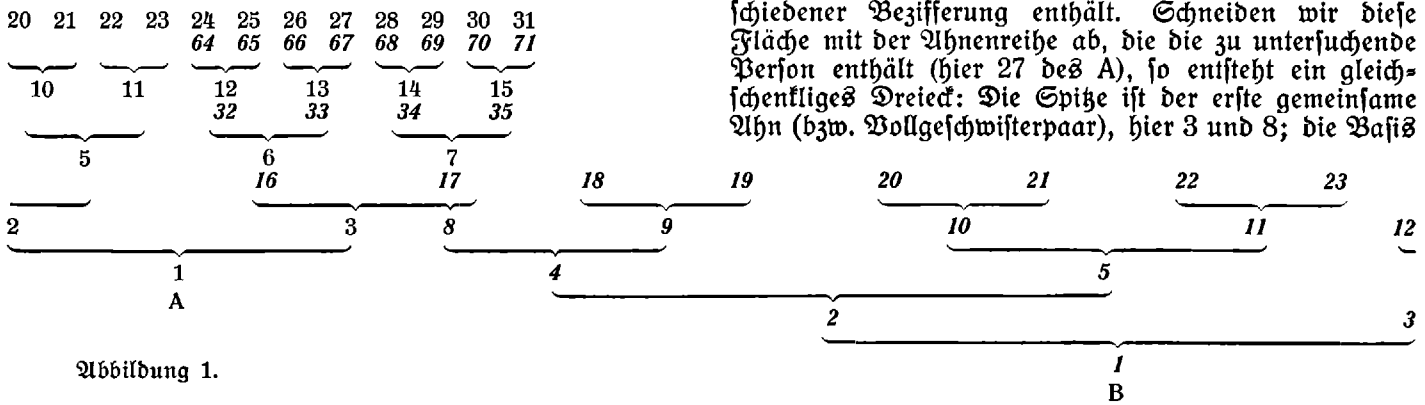 20 21 22 23 24 25 26 27 28 29 30 31
64 65 66 67 68 69 70 71
10 11 12 13 14 15
32 33 34 35
5 6 7
16 17 18 19 20 21 22 23
2 3 8 9 10 11 12
1 4 5
A
2 3
1
B
Abbildung 1.
ſchiedener Bezifferung enthält. Schneiden wir dieſe
Fläche mit der Ahnenreihe ab, die die zu unterſuchende
Perſon enthält (hier 27 des A), ſo entſteht ein gleich⸗
ſchenkliges Dreieck: Die Spitze iſt der erſte gemeinſame
Ahn (bzw. Vollgeſchwiſterpaar), hier 3 und 8; die Baſis